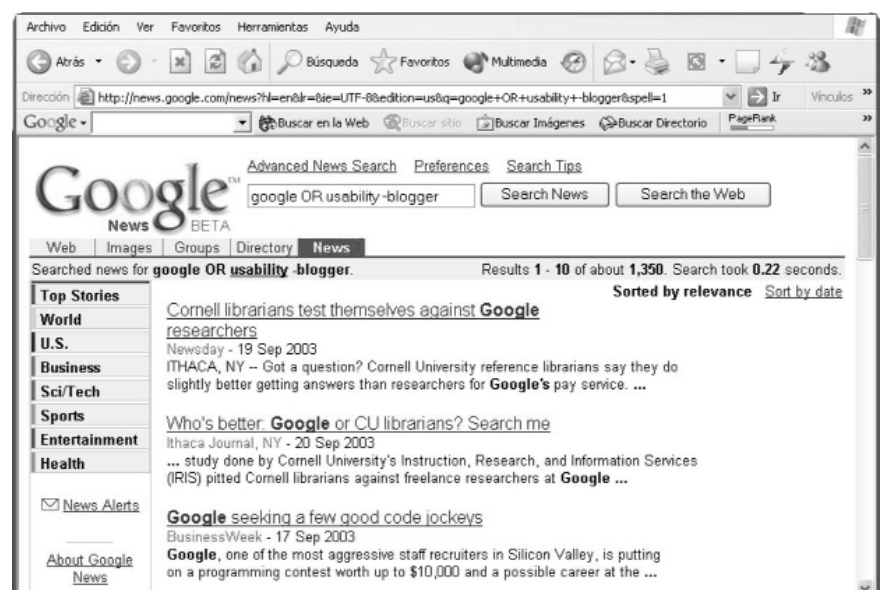 Archivo Edición Ver Favoritos Herramientas Ayuda
Atrás Búsqueda Favoritos Multimedia
Dirección http://news.google.com/news?hl=en&lr=&ie=UTF-8&edition=us&q=google+OR+usability+-blogger&spell=1 Ir Vínculos »
Google Buscar en la Web Buscar sitio Buscar Imágenes Buscar Directorio PageRank »
Advanced News Search Preferences Search Tips
Google™
google OR usability -blogger Search News Search the Web
News BETA
Web Images Groups Directory News
Searched news for google OR usability -blogger. Results 1 - 10 of about 1,350. Search took 0.22 seconds.
Sorted by relevance Sort by date
Top Stories
World
U.S.
Business
Sci/Tech
Sports
Entertainment
Health
News Alerts
About Google
News
Cornell librarians test themselves against Google
researchers
Newsday - 19 Sep 2003
ITHACA, NY -- Got a question? Cornell University reference librarians say they do
slightly better getting answers than researchers for Google's pay service. ...
Who's better: Google or CU librarians? Search me
Ithaca Journal, NY - 20 Sep 2003
... study done by Cornell University's Instruction, Research, and Information Services
(IRIS) pitted Cornell librarians against freelance researchers at Google ...
Google seeking a few good code jockeys
BusinessWeek - 17 Sep 2003
Google, one of the most aggressive staff recruiters in Silicon Valley, is putting
on a programming contest worth up to $10,000 and a possible career at the ...